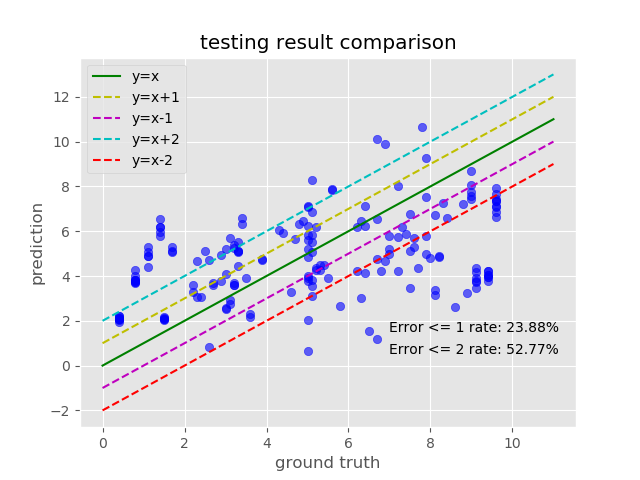 testing result comparison
y=x
y=x+1
y=x-1
y=x+2
y=x-2
12
10
8
6
4
2
0
−2
prediction
Error <= 1 rate: 23.88%
Error <= 2 rate: 52.77%
0 2 4 6 8 10
ground truth